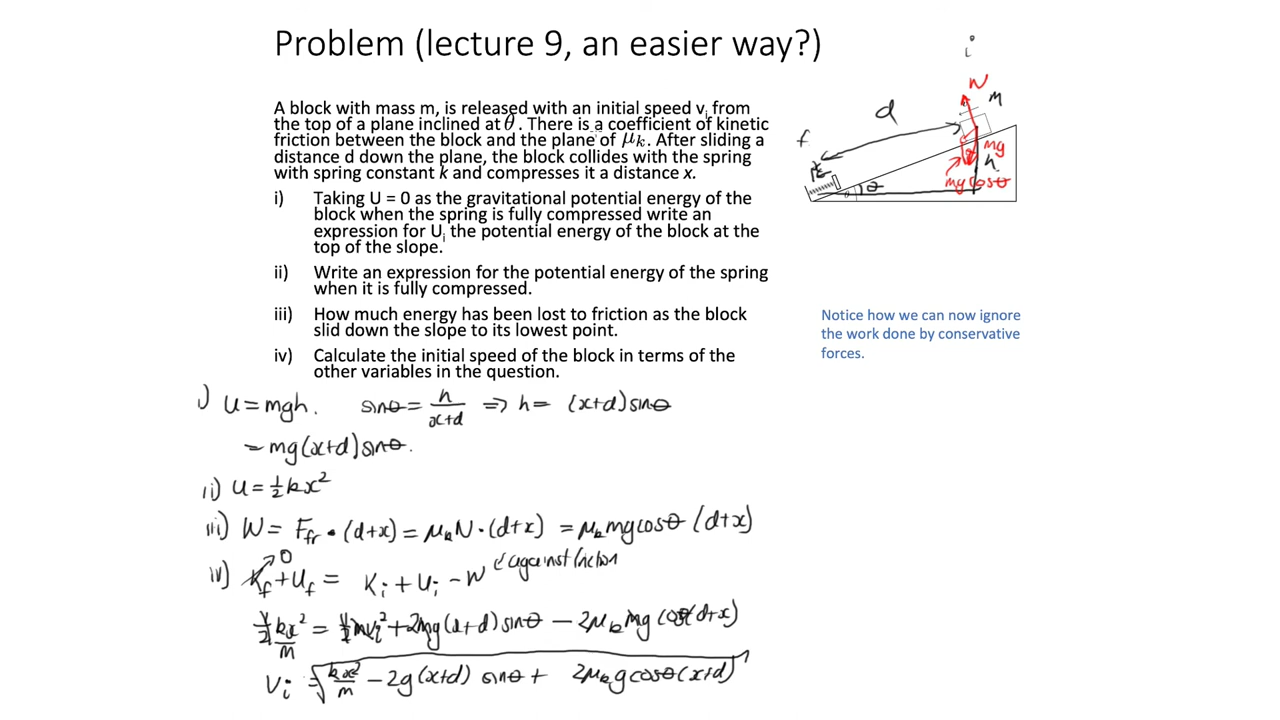 Problem (lecture 9, an easier way?)
A block with mass m, is released with an initial speed vᵢ from
the top of a plane inclined at θ. There is a coefficient of kinetic
friction between the block and the plane of μₖ. After sliding a
distance d down the plane, the block collides with the spring
with spring constant k and compresses it a distance x.
i) Taking U = 0 as the gravitational potential energy of the
block when the spring is fully compressed write an
expression for Uᵢ the potential energy of the block at the
top of the slope.
ii) Write an expression for the potential energy of the spring
when it is fully compressed.
iii) How much energy has been lost to friction as the block
slid down the slope to its lowest point.
iv) Calculate the initial speed of the block in terms of the
other variables in the question.
i
N
m
d
f
mg
h
mg cosθ
x
θ
Notice how we can now ignore
the work done by conservative
forces.
i) U = mgh. sinθ = h/(x+d) ⇒ h = (x+d) sinθ
= mg(x+d) sinθ.
ii) U = ½kx²
iii) W = F_fr · (d+x) = μₖN · (d+x) = μₖmg cosθ (d+x)
0
iv) K_f + U_f = Kᵢ + Uᵢ − W against friction
½kx²/m = ½mvᵢ² + 2mg(x+d) sinθ − 2μₖmg cosθ(d+x)
vᵢ = √(kx²/m − 2g(x+d) sinθ + 2μₖg cosθ(x+d))